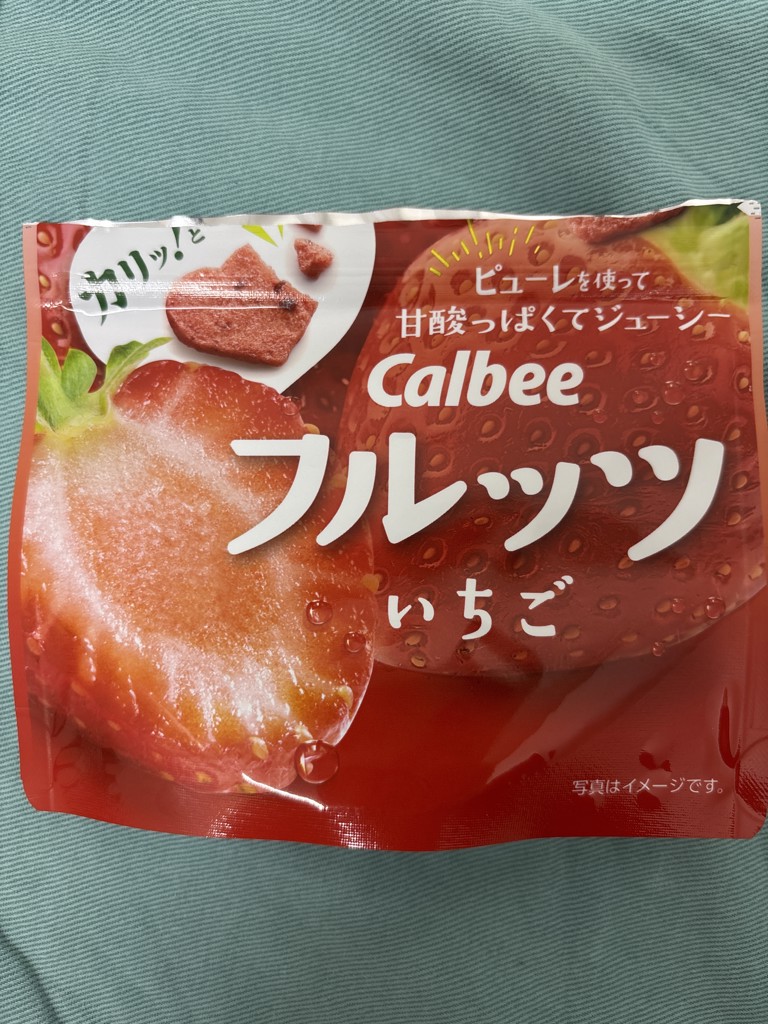 カリッ!と
ピューレを使って
甘酸っぱくてジューシー
Calbee
フルッツ
いちご
写真はイメージです。